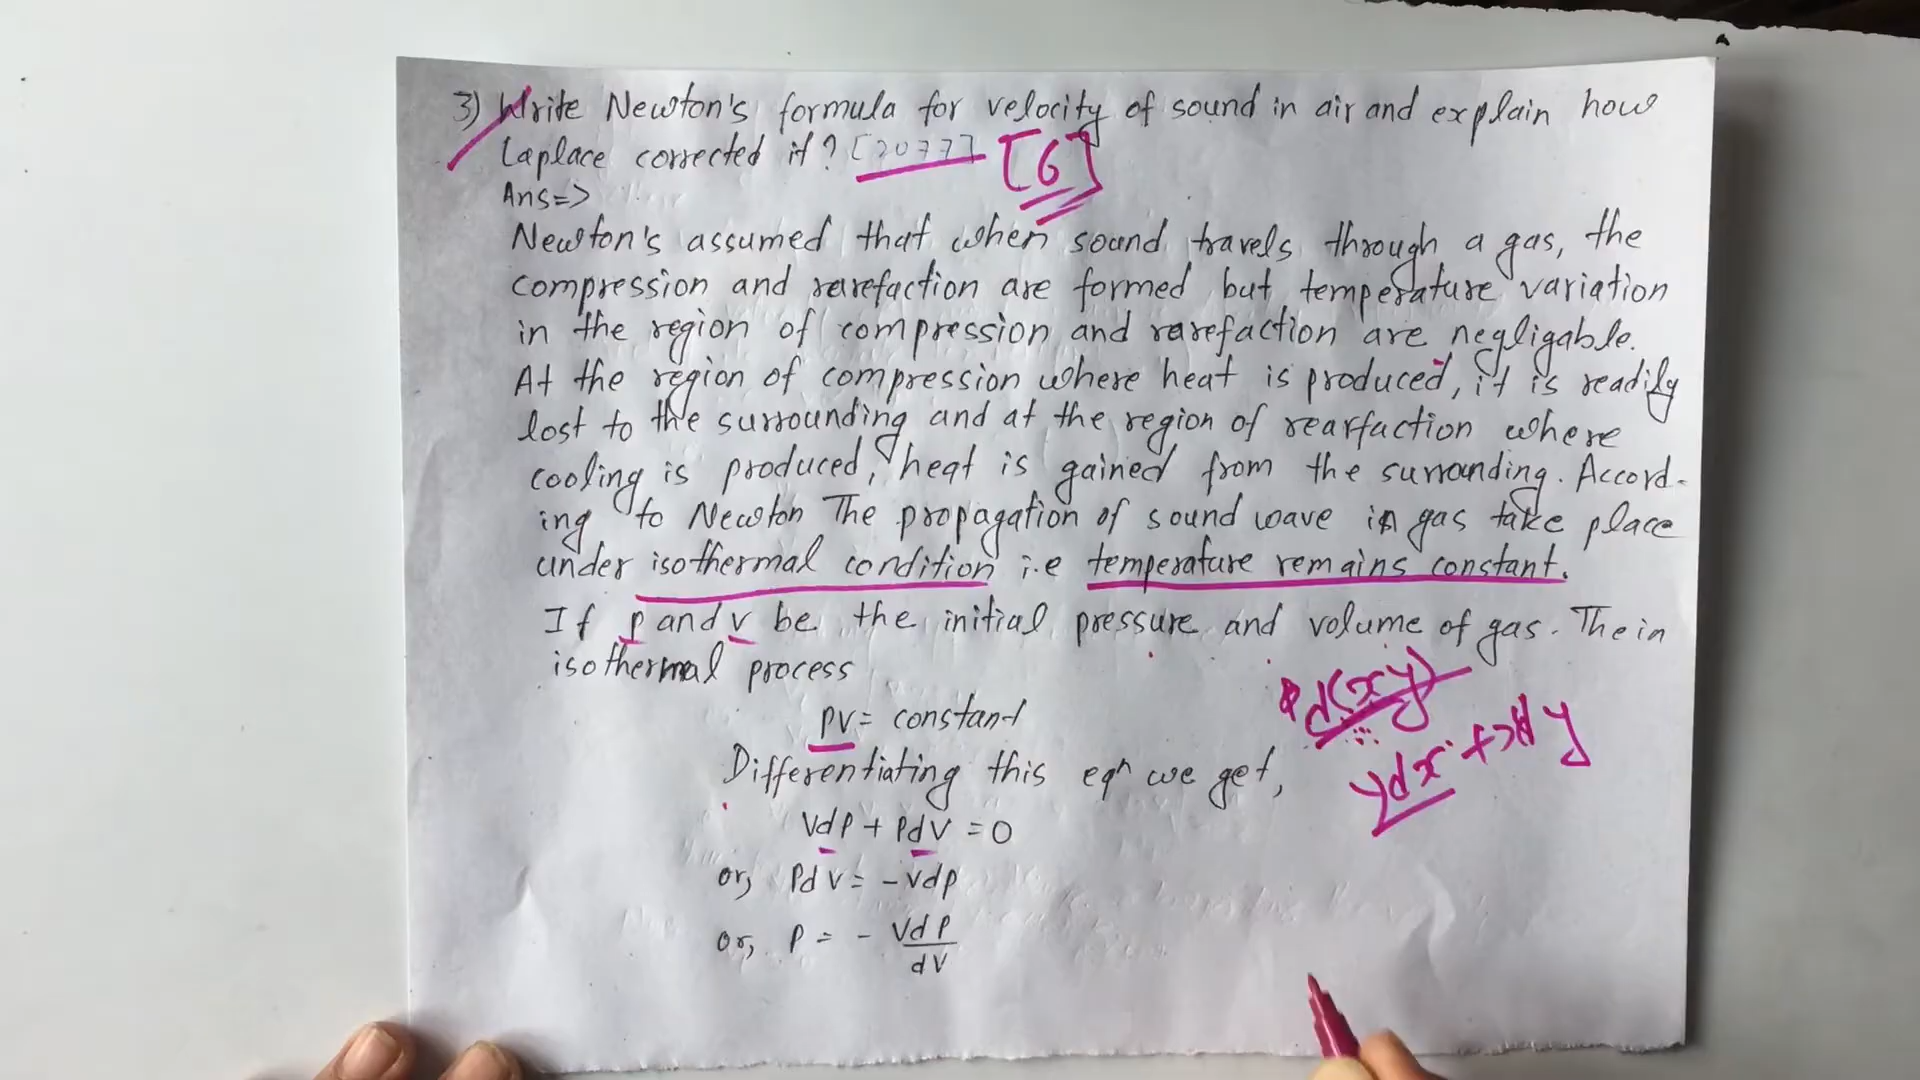 3) Write Newton's formula for velocity of sound in air and explain how
Laplace corrected it? [2077] [6]
Ans=>
Newton's assumed that when sound travels through a gas, the
compression and rarefaction are formed but temperature variation
in the region of compression and rarefaction are negligable.
At the region of compression where heat is produced, it is readily
lost to the surrounding and at the region of rearfaction where
cooling is produced, heat is gained from the surrounding. Accord-
ing to Newton The propagation of sound wave in gas take place
under isothermal condition i.e temperature remains constant.
If P and V be the initial pressure and volume of gas. The in
isothermal process
PV = constant
d(xy)
ydx + xdy
Differentiating this eqn we get,
VdP + PdV = 0
or, PdV = -VdP
or, P = - VdP
dV